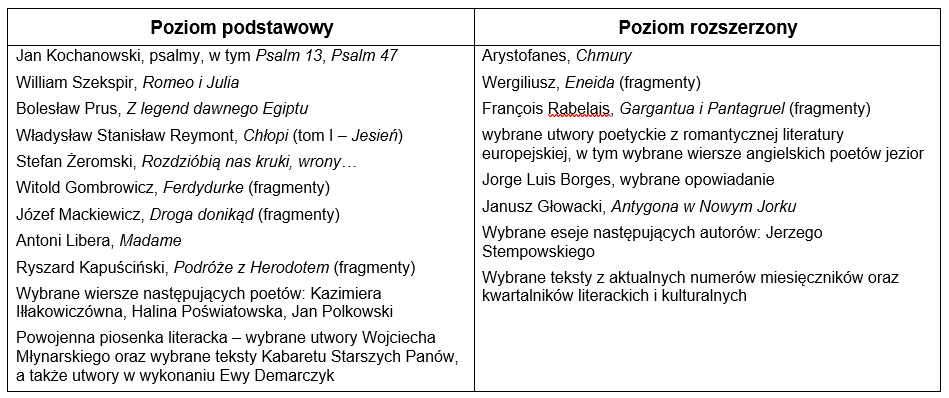 Poziom podstawowy
Jan Kochanowski, psalmy, w tym Psalm 13, Psalm 47
William Szekspir, Romeo i Julia
Bolesław Prus, Z legend dawnego Egiptu
Władysław Stanisław Reymont, Chłopi (tom I – Jesień)
Stefan Żeromski, Rozdzióbią nas kruki, wrony…
Witold Gombrowicz, Ferdydurke (fragmenty)
Józef Mackiewicz, Droga donikąd (fragmenty)
Antoni Libera, Madame
Ryszard Kapuściński, Podróże z Herodotem (fragmenty)
Wybrane wiersze następujących poetów: Kazimiera
Iłłakowiczówna, Halina Poświatowska, Jan Polkowski
Powojenna piosenka literacka – wybrane utwory Wojciecha
Młynarskiego oraz wybrane teksty Kabaretu Starszych Panów,
a także utwory w wykonaniu Ewy Demarczyk
Poziom rozszerzony
Arystofanes, Chmury
Wergiliusz, Eneida (fragmenty)
François Rabelais, Gargantua i Pantagruel (fragmenty)
wybrane utwory poetyckie z romantycznej literatury
europejskiej, w tym wybrane wiersze angielskich poetów jezior
Jorge Luis Borges, wybrane opowiadanie
Janusz Głowacki, Antygona w Nowym Jorku
Wybrane eseje następujących autorów: Jerzego
Stempowskiego
Wybrane teksty z aktualnych numerów miesięczników oraz
kwartalników literackich i kulturalnych